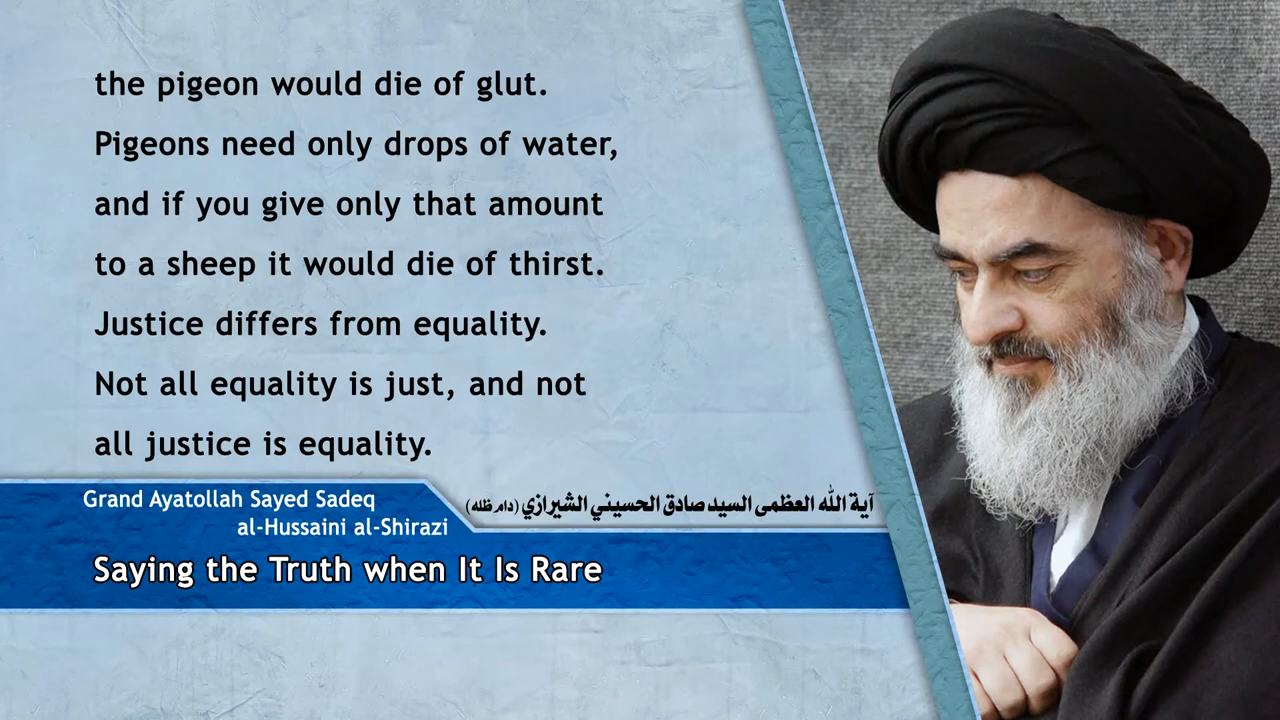 the pigeon would die of glut.
Pigeons need only drops of water,
and if you give only that amount
to a sheep it would die of thirst.
Justice differs from equality.
Not all equality is just, and not
all justice is equality.
Grand Ayatollah Sayed Sadeq
al-Hussaini al-Shirazi
آية الله العظمى السيد صادق الحسيني الشيرازي (دام ظله)
Saying the Truth when It Is Rare